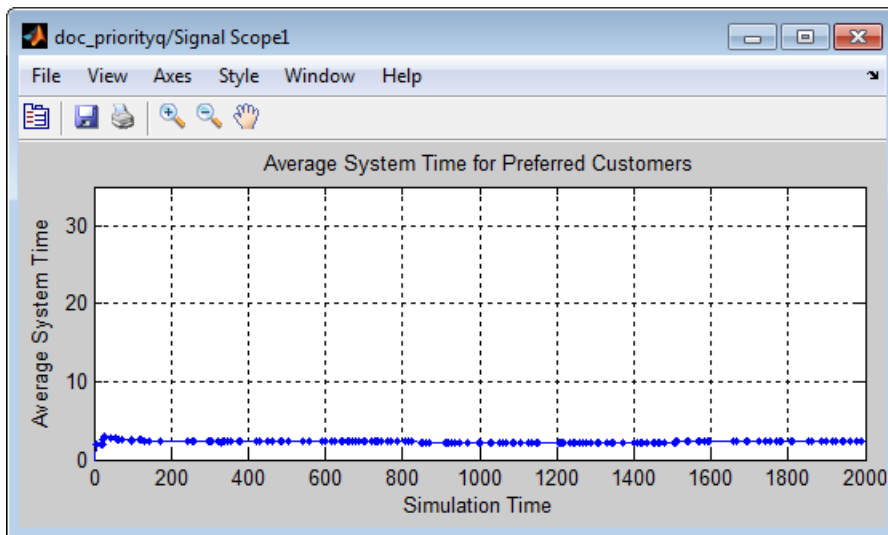 doc_priorityq/Signal Scope1
File View Axes Style Window Help
Average System Time for Preferred Customers
Average System Time
30
20
10
0
0 200 400 600 800 1000 1200 1400 1600 1800 2000
Simulation Time